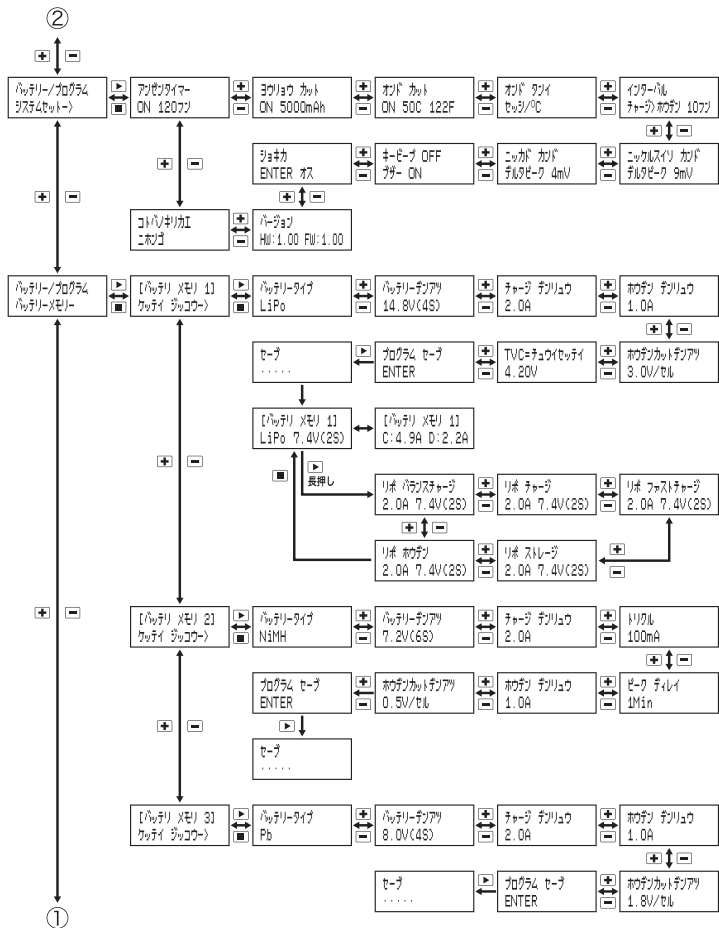 ②
+ −
バッテリー/プログラム
システムセット->
アンゼンタイマー
ON 120フン
ヨウリョウ カット
ON 5000mAh
オンド カット
ON 50C 122F
オンド タンイ
セッシ/ºC
インターバル
チャージ>ホウデン 10フン
+ −
ショキカ
ENTER オス
キービープ OFF
ブザー ON
ニッカド カンド
デルタピーク 4mV
ニッケルスイソ カンド
デルタピーク 9mV
+ −
+ −
+ −
コトバノキリカエ
ニホンゴ
バージョン
HW:1.00 FW:1.00
バッテリー/プログラム
バッテリーメモリー
[バッテリ メモリ 1]
ケッテイ ジッコウ->
バッテリータイプ
LiPo
バッテリーデンアツ
14.8V(4S)
チャージ デンリュウ
2.0A
ホウデン デンリュウ
1.0A
+ −
セーブ
.....
プログラム セーブ
ENTER
TVC=チュウイセッテイ
4.20V
ホウデンカットデンアツ
3.0V/セル
[バッテリ メモリ 1]
LiPo 7.4V(2S)
[バッテリ メモリ 1]
C:4.9A D:2.2A
+ −
長押し
リポ バランスチャージ
2.0A 7.4V(2S)
リポ チャージ
2.0A 7.4V(2S)
リポ ファストチャージ
2.0A 7.4V(2S)
+ −
リポ ホウデン
2.0A 7.4V(2S)
リポ ストレージ
2.0A 7.4V(2S)
+
−
+ −
[バッテリ メモリ 2]
ケッテイ ジッコウ->
バッテリータイプ
NiMH
バッテリーデンアツ
7.2V(6S)
チャージ デンリュウ
2.0A
トリクル
100mA
+ −
プログラム セーブ
ENTER
ホウデンカットデンアツ
0.5V/セル
ホウデン デンリュウ
1.0A
ピーク ディレイ
1Min
+ −
セーブ
.....
[バッテリ メモリ 3]
ケッテイ ジッコウ->
バッテリータイプ
Pb
バッテリーデンアツ
8.0V(4S)
チャージ デンリュウ
2.0A
ホウデン デンリュウ
1.0A
+ −
セーブ
.....
プログラム セーブ
ENTER
ホウデンカットデンアツ
1.8V/セル
①